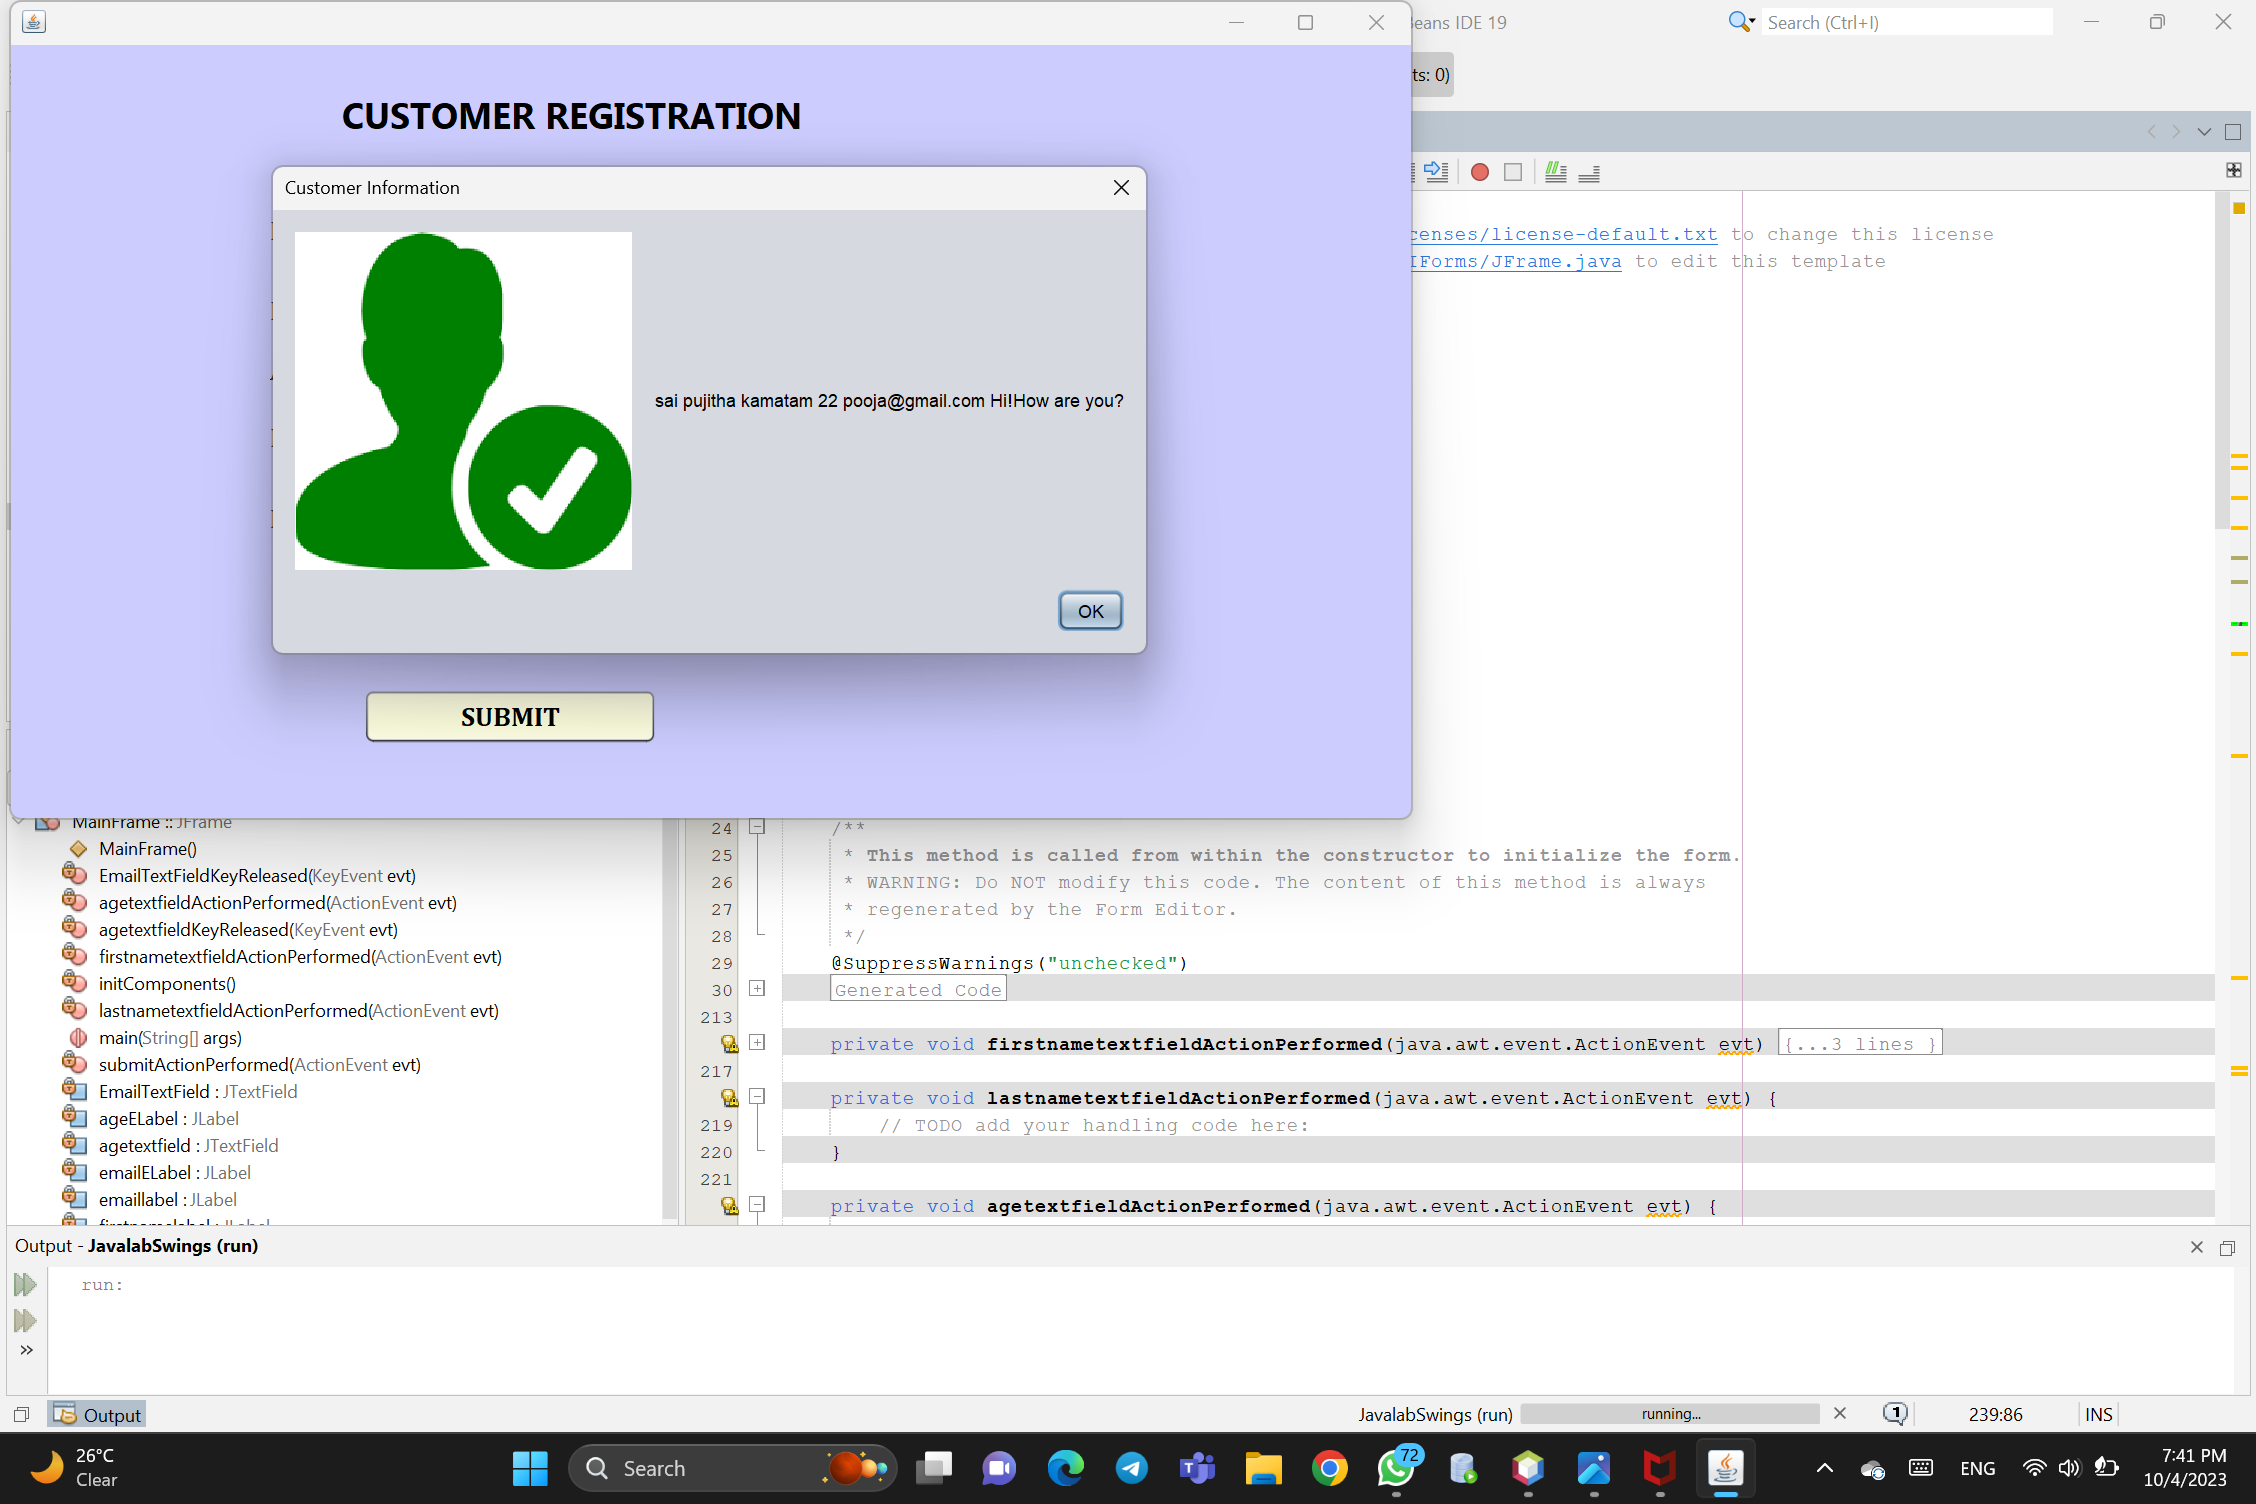 Beans IDE 19
Search (Ctrl+I)
ts: 0)
CUSTOMER REGISTRATION
Customer Information
sai pujitha kamatam 22 pooja@gmail.com Hi!How are you?
OK
SUBMIT
censes/license-default.txt to change this license
IForms/JFrame.java to edit this template
MainFrame :: JFrame
MainFrame()
EmailTextFieldKeyReleased(KeyEvent evt)
agetextfieldActionPerformed(ActionEvent evt)
agetextfieldKeyReleased(KeyEvent evt)
firstnametextfieldActionPerformed(ActionEvent evt)
initComponents()
lastnametextfieldActionPerformed(ActionEvent evt)
main(String[] args)
submitActionPerformed(ActionEvent evt)
EmailTextField : JTextField
ageELabel : JLabel
agetextfield : JTextField
emailELabel : JLabel
emaillabel : JLabel
firstnamelabel : JLabel
24 /**
25 * This method is called from within the constructor to initialize the form.
26 * WARNING: Do NOT modify this code. The content of this method is always
27 * regenerated by the Form Editor.
28 */
29 @SuppressWarnings("unchecked")
30 Generated Code
213
private void firstnametextfieldActionPerformed(java.awt.event.ActionEvent evt) {...3 lines }
217
private void lastnametextfieldActionPerformed(java.awt.event.ActionEvent evt) {
219 // TODO add your handling code here:
220 }
221
private void agetextfieldActionPerformed(java.awt.event.ActionEvent evt) {
Output - JavalabSwings (run)
run:
Output
JavalabSwings (run) running...
1
239:86
INS
26°C
Clear
Search
72
ENG
7:41 PM
10/4/2023